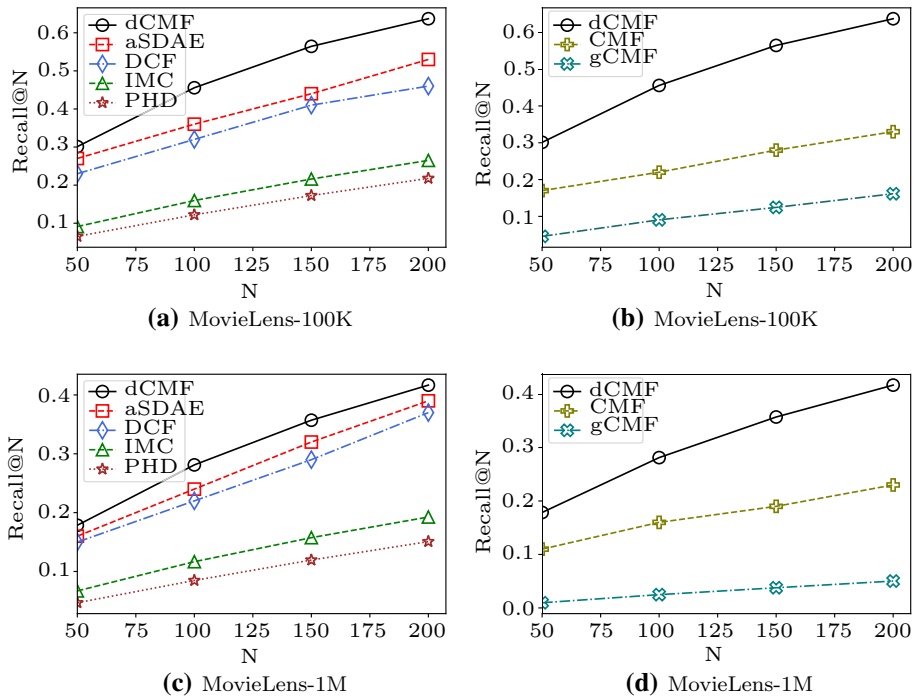 0.6
0.5
0.4
0.3
0.2
0.1
Recall@N
dCMF
aSDAE
DCF
IMC
PHD
50 75 100 125 150 175 200
N
(a) MovieLens-100K
0.6
0.5
0.4
0.3
0.2
0.1
Recall@N
dCMF
CMF
gCMF
50 75 100 125 150 175 200
N
(b) MovieLens-100K
0.4
0.3
0.2
0.1
Recall@N
dCMF
aSDAE
DCF
IMC
PHD
50 75 100 125 150 175 200
N
(c) MovieLens-1M
0.4
0.3
0.2
0.1
0.0
Recall@N
dCMF
CMF
gCMF
50 75 100 125 150 175 200
N
(d) MovieLens-1M